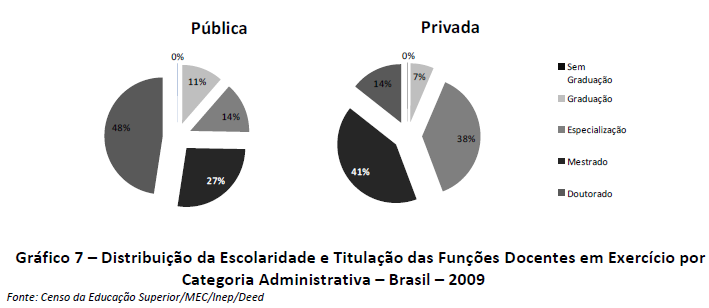 Pública
Privada
0%
11%
14%
27%
48%
0%
7%
38%
41%
14%
Sem
Graduação
Graduação
Especialização
Mestrado
Doutorado
Gráfico 7 – Distribuição da Escolaridade e Titulação das Funções Docentes em Exercício por
Categoria Administrativa – Brasil – 2009
Fonte: Censo da Educação Superior/MEC/Inep/Deed